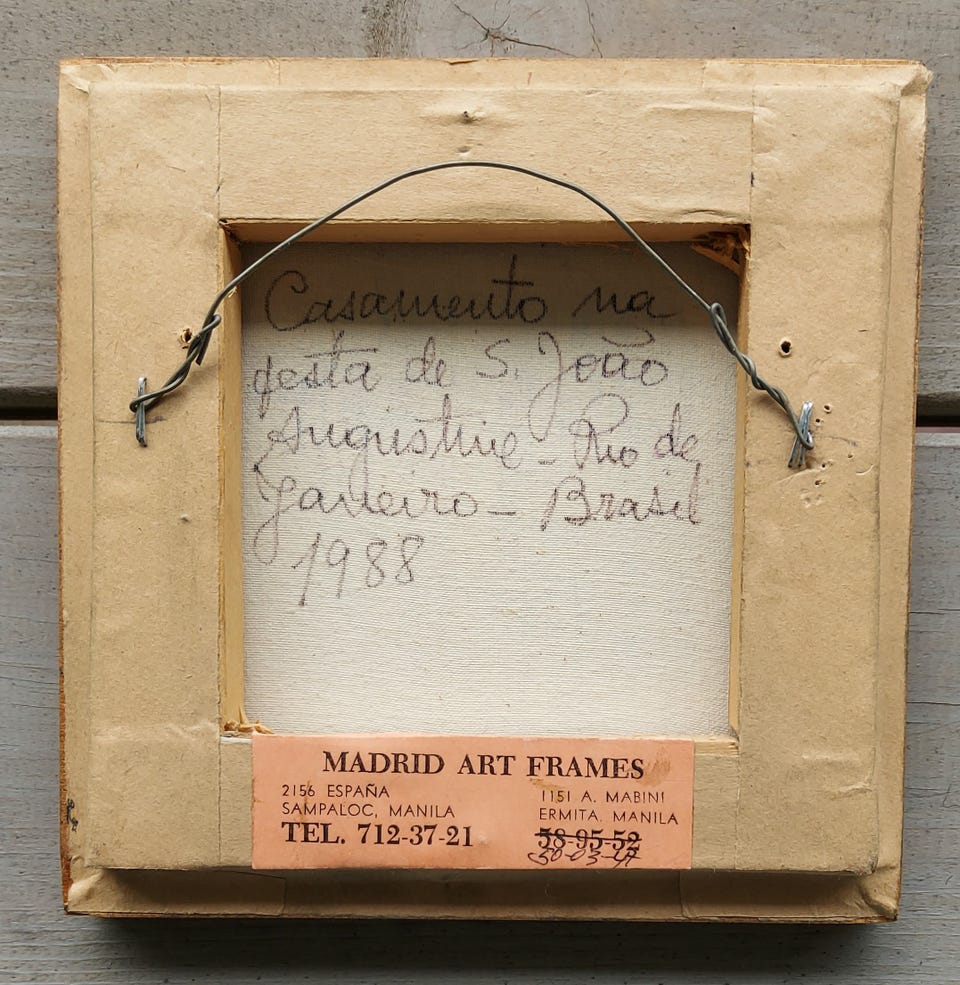 Casamento na
festa de S. João
Augustine - Rio de
Janeiro - Brasil
1988
MADRID ART FRAMES
2156 ESPAÑA
SAMPALOC, MANILA
TEL. 712-37-21
1151 A. MABINI
ERMITA. MANILA
58-95-52